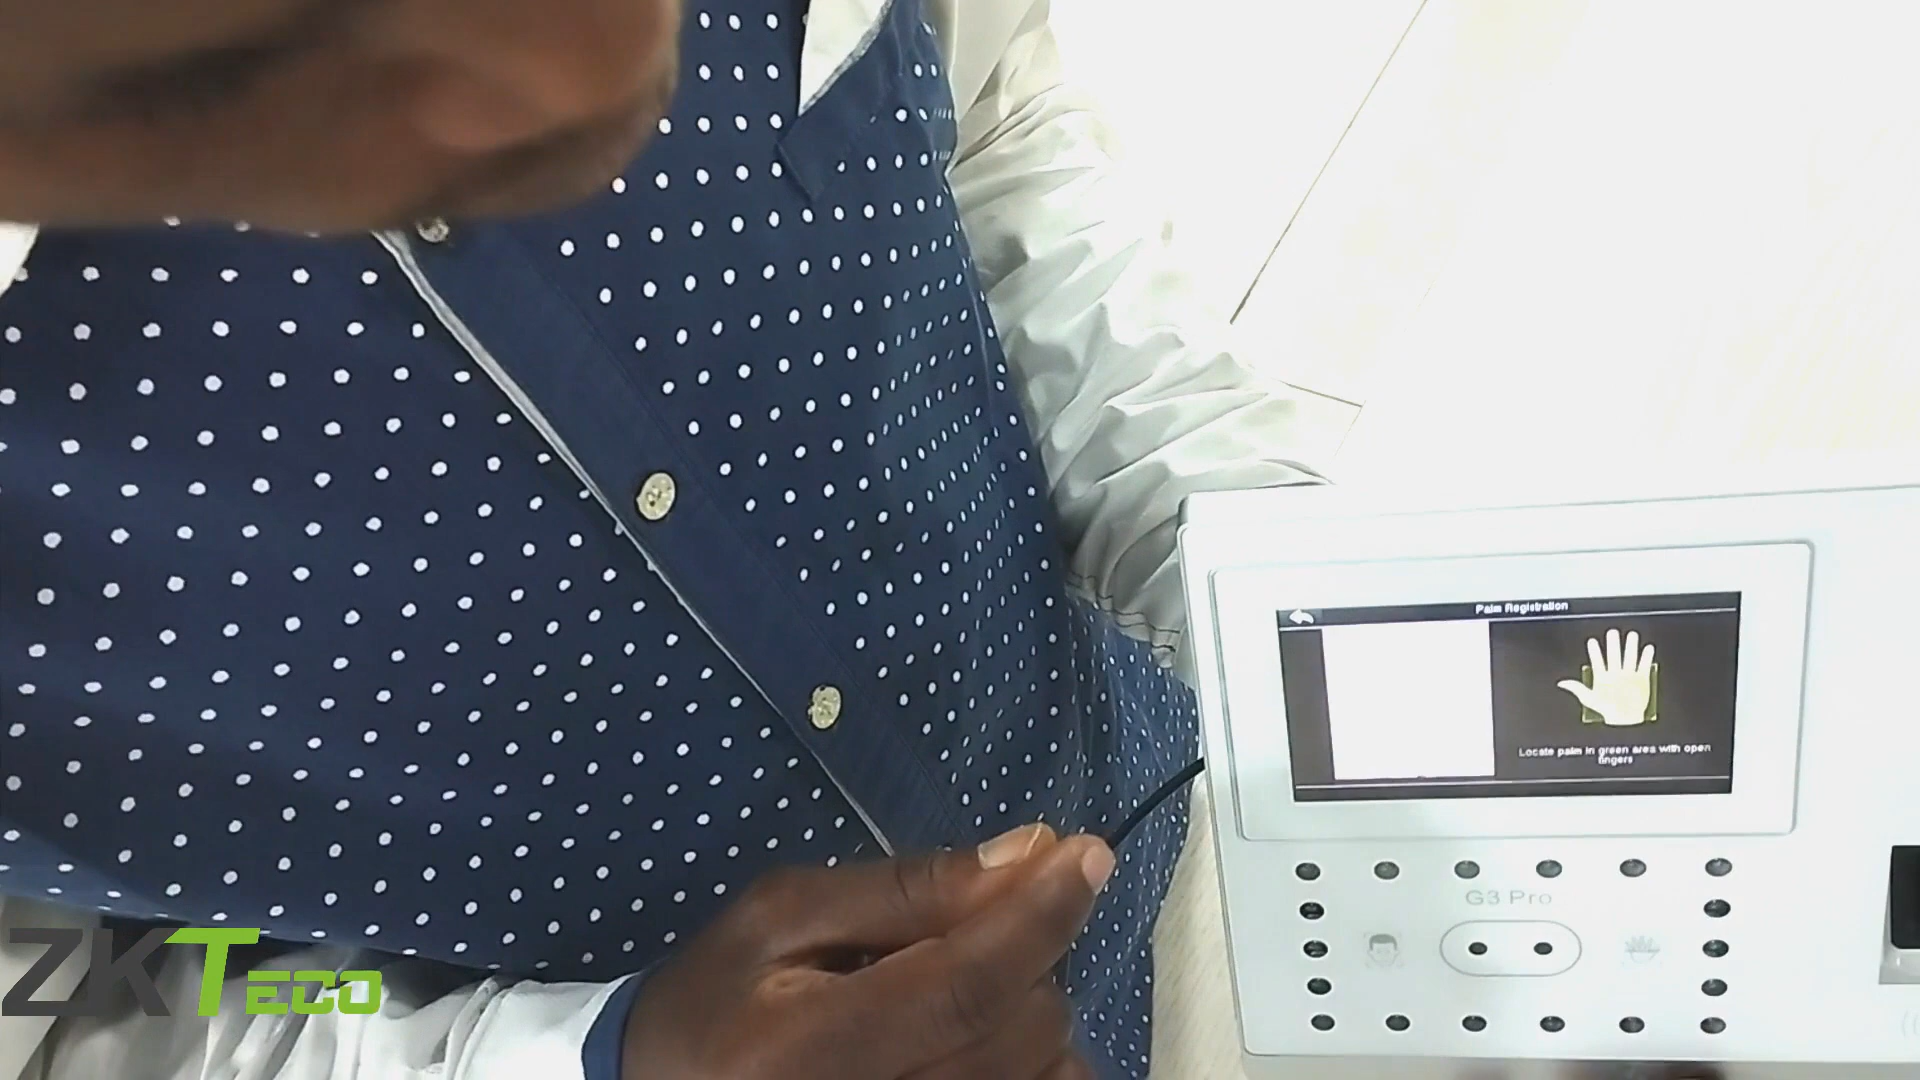 Palm Registration
Locate palm in green area with open
fingers
G3 Pro
ZKTeco